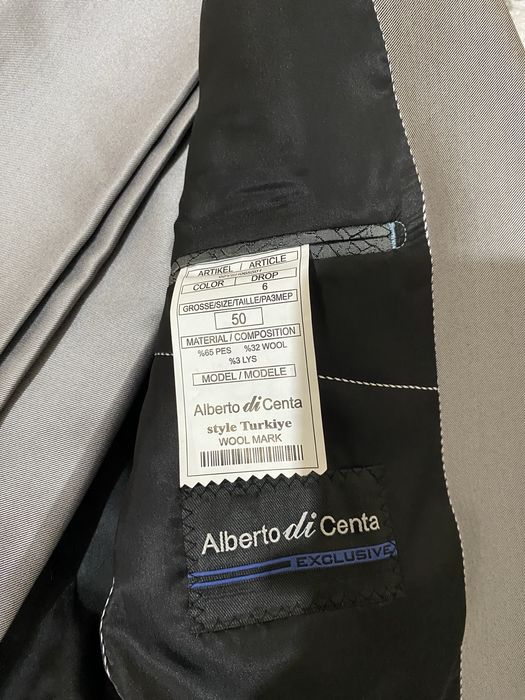 ARTIKEL / ARTICLE
COLOR DROP
6
GROSSE/SIZE/TAILLE/РАЗМЕР
50
MATERIAL / COMPOSITION
%65 PES %32 WOOL
%3 LYS
MODEL / MODELE
Alberto di Centa
style Turkiye
WOOL MARK
Alberto di Centa
EXCLUSIVE